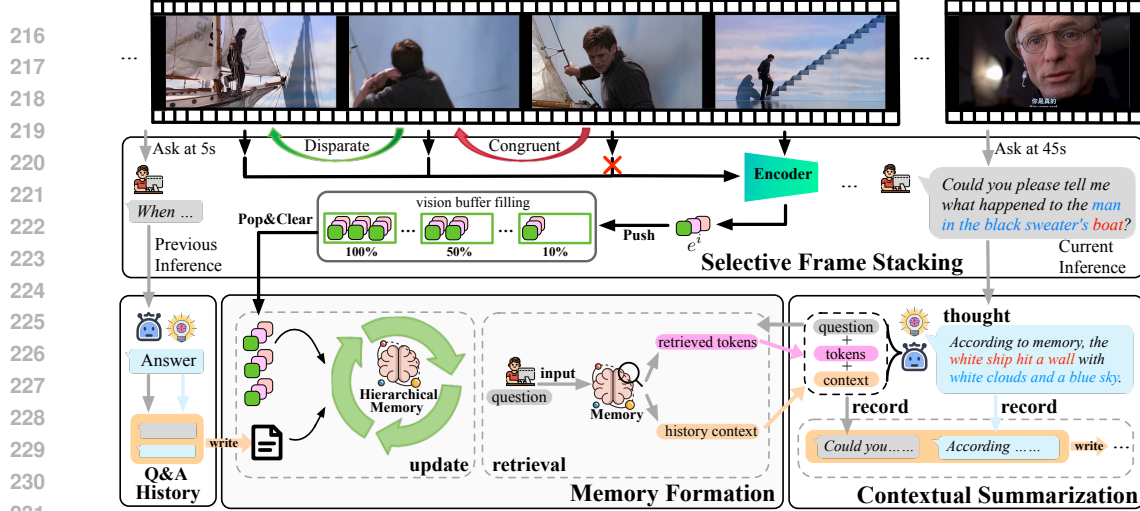 216
217
218
219
220
221
222
223
224
225
226
227
228
229
230
...
...
你是真的
Ask at 5s
Disparate
Congruent
Ask at 45s
When ...
Encoder
...
Could you please tell me
what happened to the man
in the black sweater's boat?
Pop&Clear
vision buffer filling
... ...
100% 50% 10%
Push
e^i
Previous
Inference
Selective Frame Stacking
Current
Inference
Answer
write
Q&A
History
Hierarchical
Memory
update
question
input
Memory
retrieved tokens
history context
retrieval
Memory Formation
question
+
tokens
+
context
thought
According to memory, the
white ship hit a wall with
white clouds and a blue sky.
record
record
Could you......
According ......
write
...
Contextual Summarization